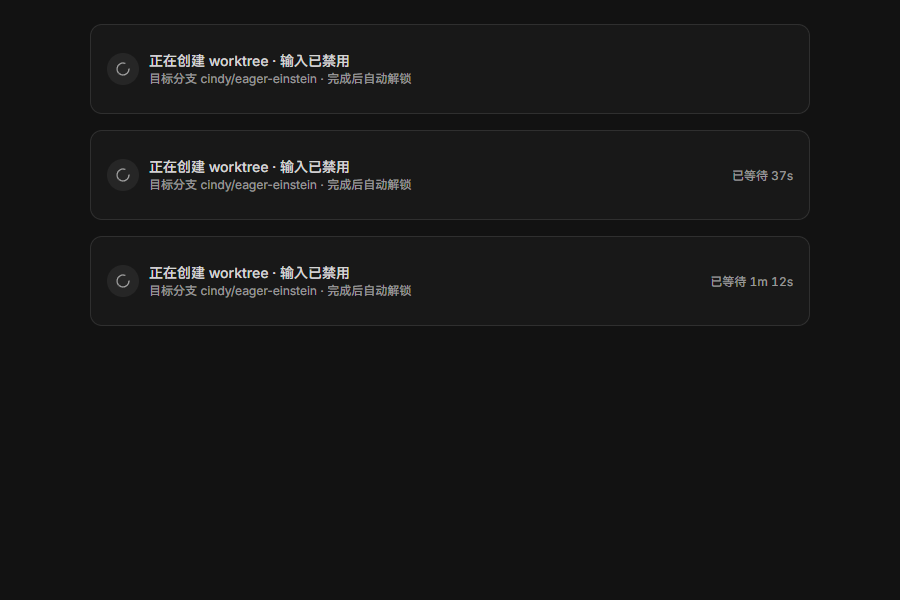 正在创建 worktree · 输入已禁用
目标分支 cindy/eager-einstein · 完成后自动解锁
正在创建 worktree · 输入已禁用
目标分支 cindy/eager-einstein · 完成后自动解锁
已等待 37s
正在创建 worktree · 输入已禁用
目标分支 cindy/eager-einstein · 完成后自动解锁
已等待 1m 12s